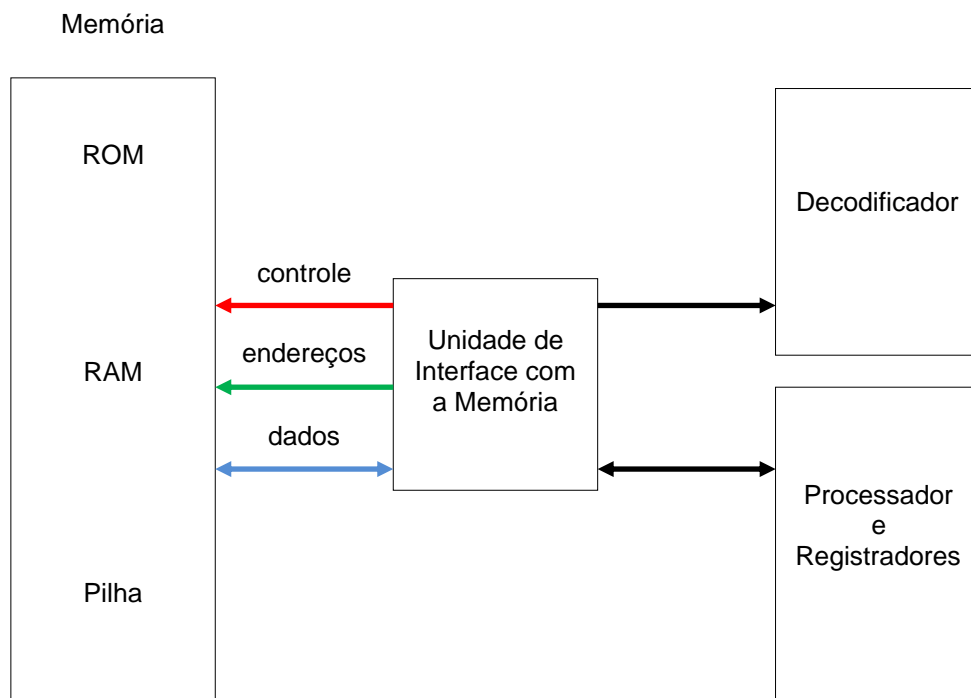 Memória
ROM
Decodificador
controle
Unidade de
Interface com
a Memória
endereços
RAM
dados
Processador
e
Registradores
Pilha